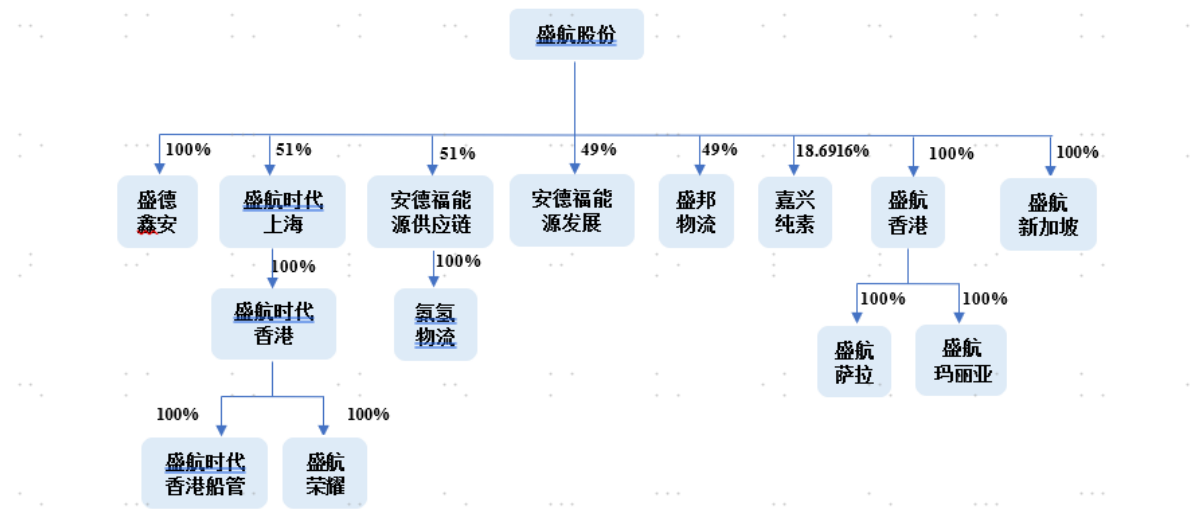 盛航股份
100%
51%
51%
49%
49%
18.6916%
100%
100%
盛德
鑫安
盛航时代
上海
安德福能
源供应链
安德福能
源发展
盛邦
物流
嘉兴
纯素
盛航
香港
盛航
新加坡
100%
100%
100%
100%
盛航时代
香港
氨氢
物流
盛航
萨拉
盛航
玛丽亚
100%
100%
盛航时代
香港船管
盛航
荣耀